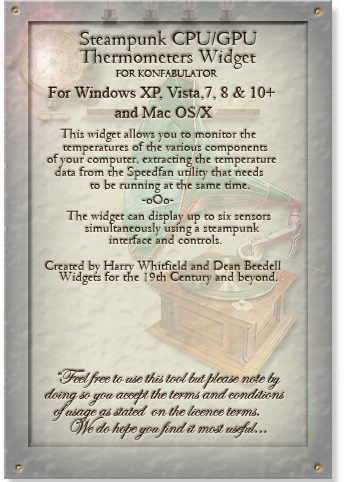 Steampunk CPU/GPU
Thermometers Widget
FOR KONFABULATOR
For Windows XP, Vista,7, 8 & 10+
and Mac OS/X
This widget allows you to monitor the
temperatures of the various components
of your computer, extracting the temperature
data from the Speedfan utility that needs
to be running at the same time.
-oOo-
The widget can display up to six sensors
simultaneously using a steampunk
interface and controls.
Created by Harry Whitfield and Dean Beedell
Widgets for the 19th Century and beyond.
"Feel free to use this tool but please note by
doing so you accept the terms and conditions
of usage as stated on the licence terms.
We do hope you find it most useful...